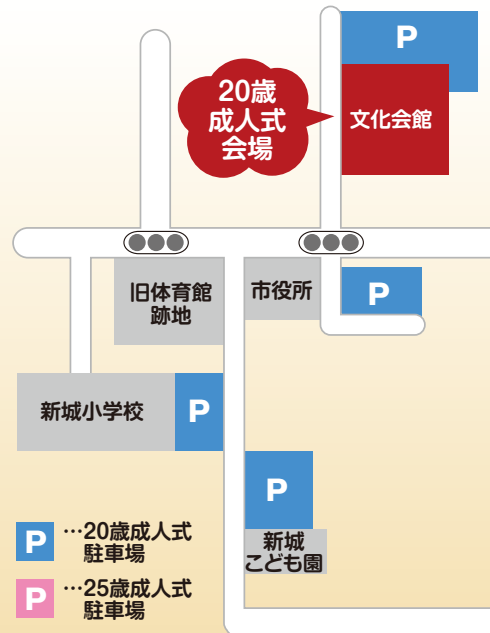 P
20歳
成人式
会場
文化会館
旧体育館
跡地
市役所
P
新城小学校
P
P
新城
こども園
P …20歳成人式
駐車場
P …25歳成人式
駐車場